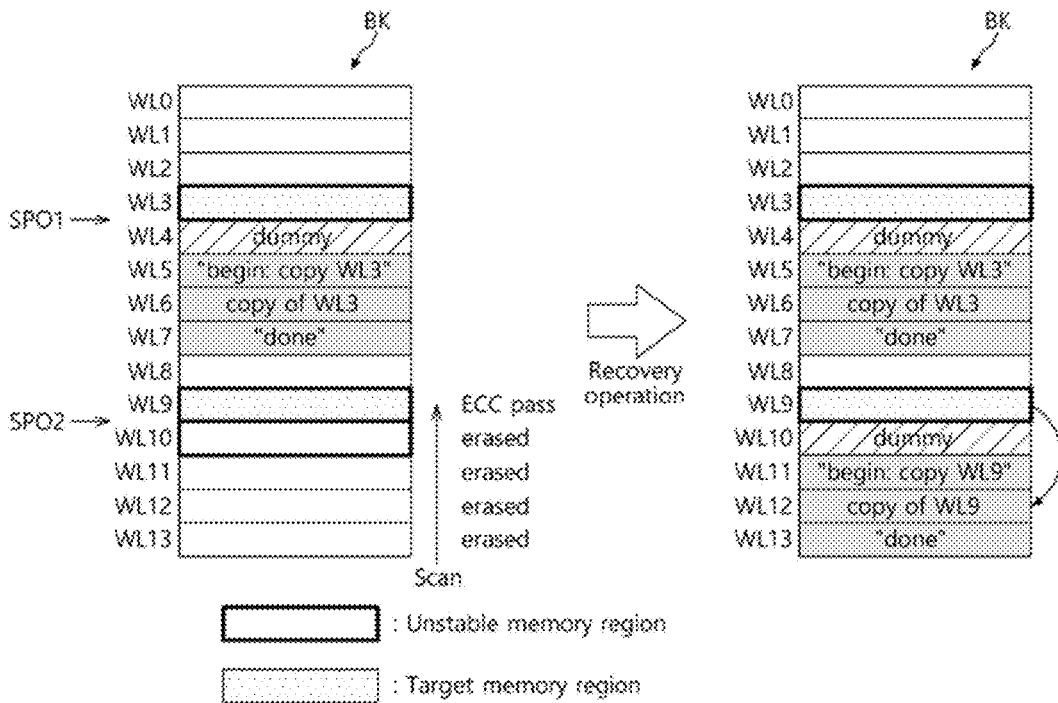 BK
WL0
WL1
WL2
WL3
SPO1
WL4 dummy
WL5 "begin: copy WL3"
WL6 copy of WL3
WL7 "done"
WL8
WL9 ECC pass
SPO2
WL10 erased
WL11 erased
WL12 erased
WL13 erased
Scan
Recovery
operation
BK
WL0
WL1
WL2
WL3
WL4 dummy
WL5 "begin: copy WL3"
WL6 copy of WL3
WL7 "done"
WL8
WL9
WL10 dummy
WL11 "begin: copy WL9"
WL12 copy of WL9
WL13 "done"
: Unstable memory region
: Target memory region